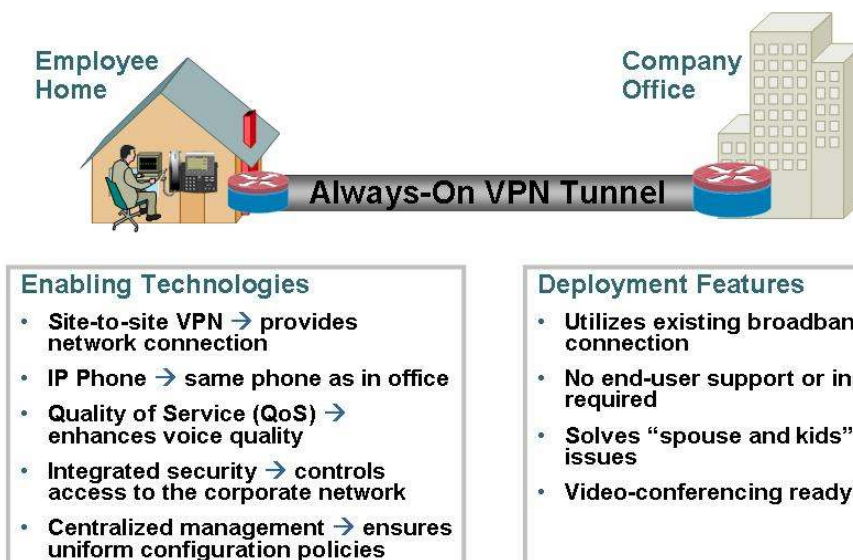 Employee
Home
Company
Office
Always-On VPN Tunnel
Enabling Technologies
• Site-to-site VPN → provides
network connection
• IP Phone → same phone as in office
• Quality of Service (QoS) →
enhances voice quality
• Integrated security → controls
access to the corporate network
• Centralized management → ensures
uniform configuration policies
Deployment Features
• Utilizes existing
connection
• No end-user support or
required
• Solves “spouse and kids”
issues
• Video-conferencing ready